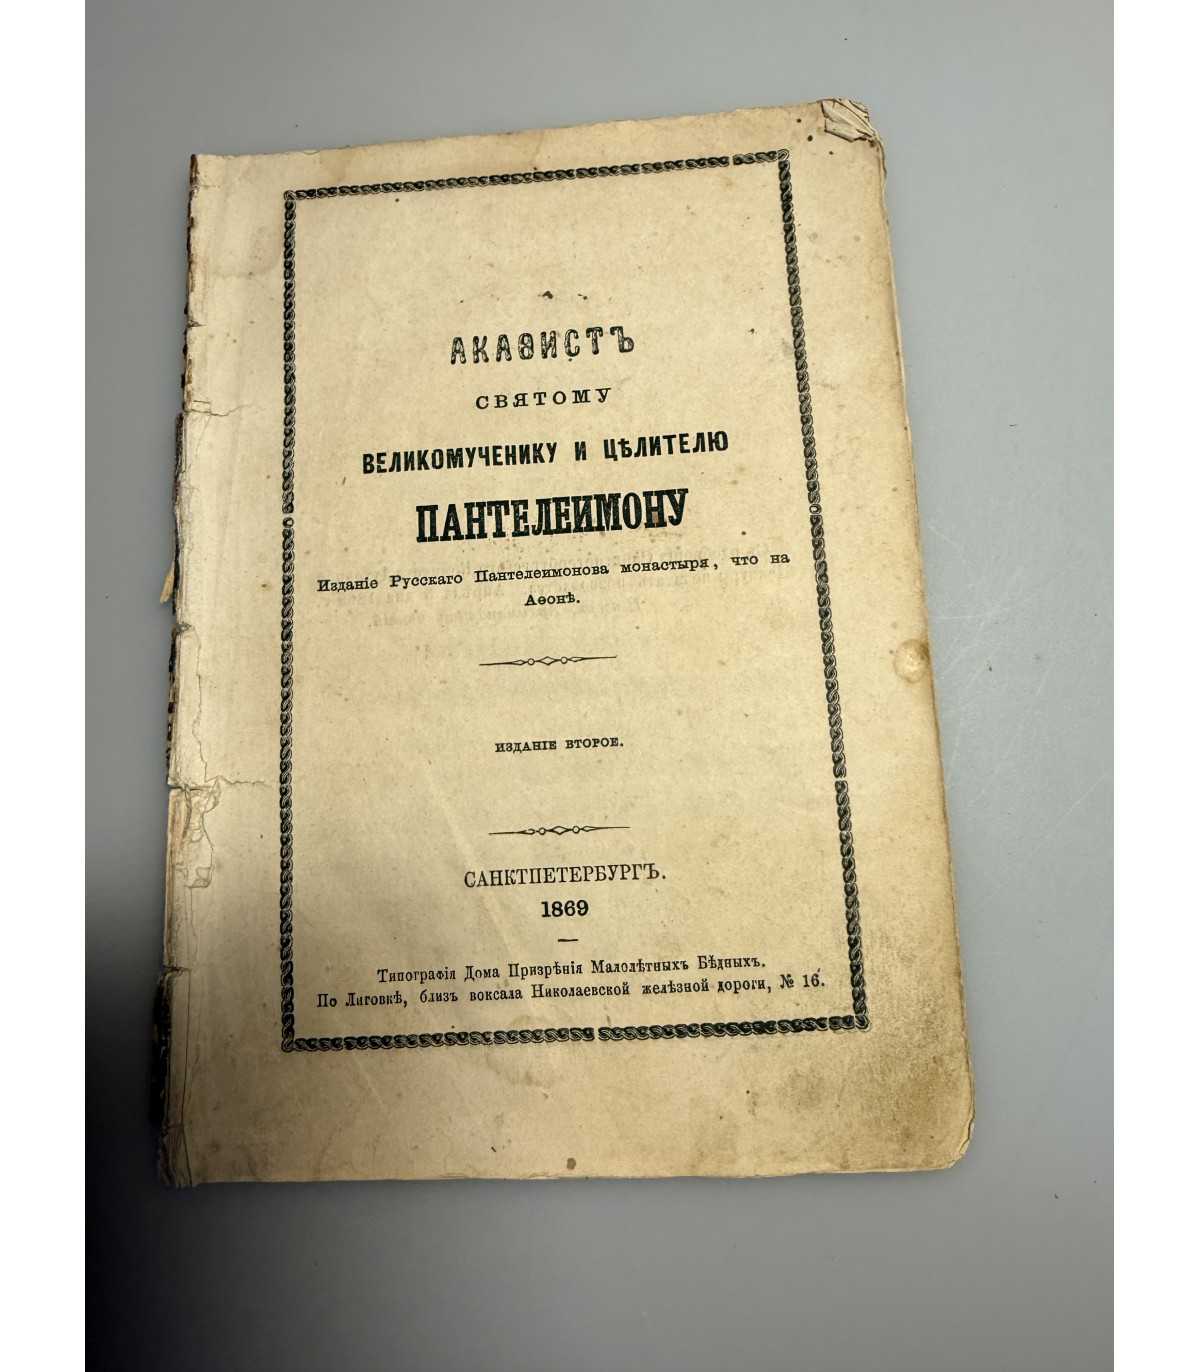 АКАѲИСТЪ
СВЯТОМУ
ВЕЛИКОМУЧЕНИКУ И ЦѢЛИТЕЛЮ
ПАНТЕЛЕИМОНУ
Изданіе Русскаго Пантелеимонова монастыря, что на
Аѳонѣ.
ИЗДАНІЕ ВТОРОЕ.
САНКТПЕТЕРБУРГЪ.
1869
Типографія Дома Призрѣнія Малолѣтныхъ Бѣдныхъ.
По Лиговкѣ, близъ воксала Николаевской желѣзной дороги, № 16.